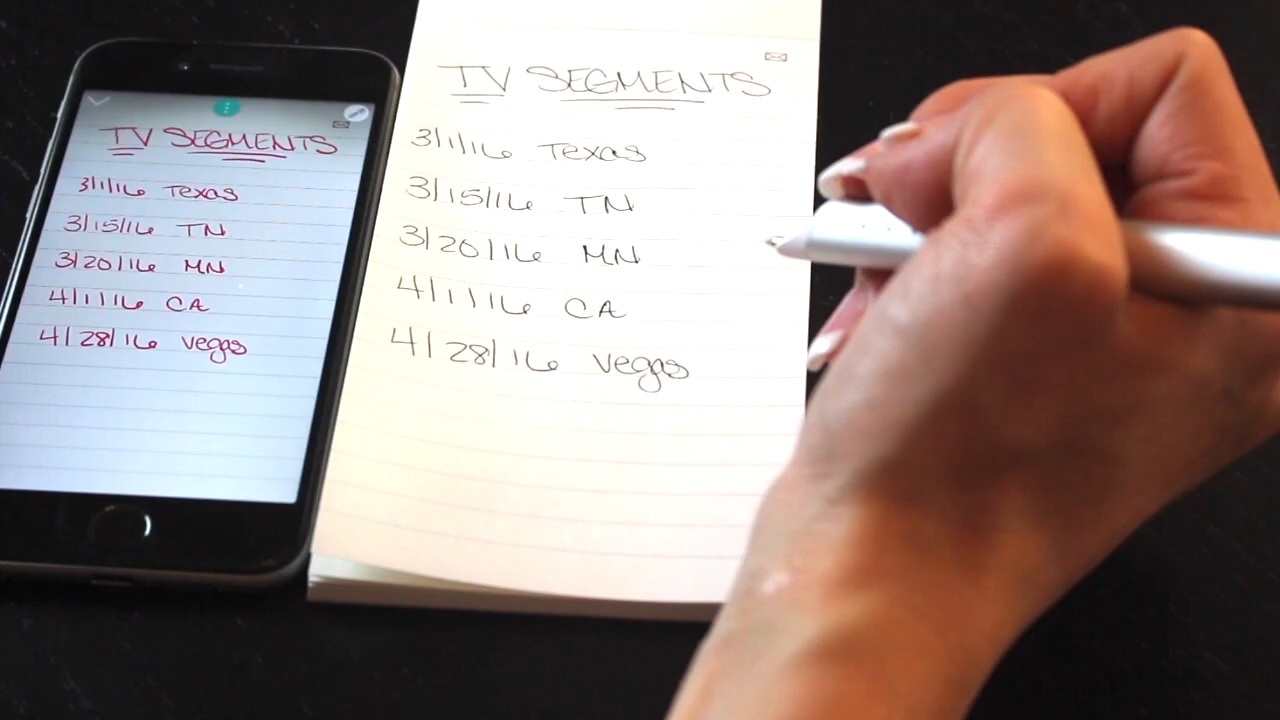 TV SEGMENTS
3/1/16 Texas
3/15/16 TN
3/20/16 MN
4/1/16 CA
4/28/16 Vegas
TV SEGMENTS
3/1/16 Texas
3/15/16 TN
3/20/16 MN
4/1/16 CA
4/28/16 Vegas